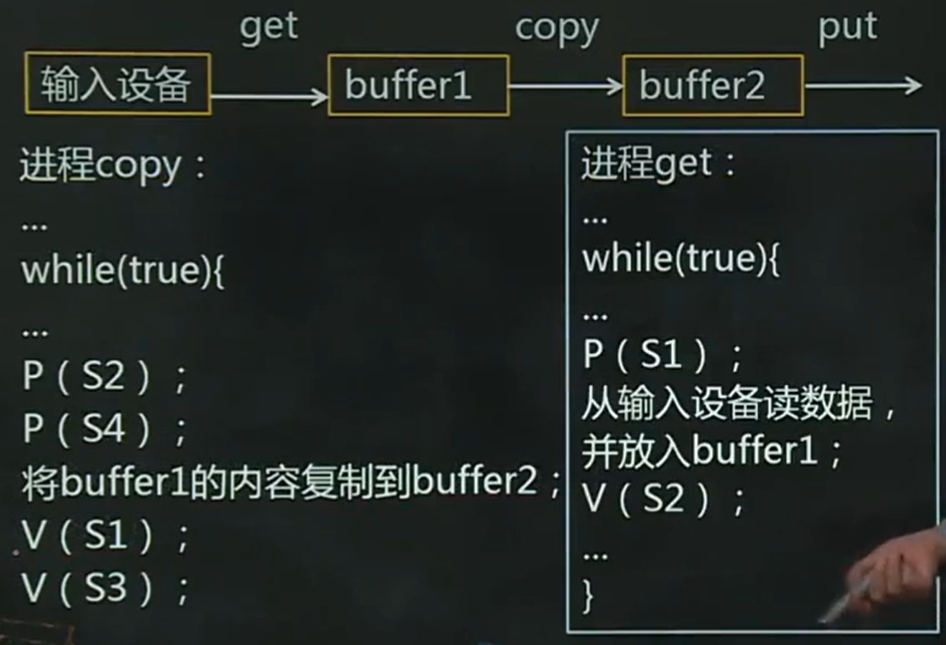 get copy put
输入设备 buffer1 buffer2
进程copy：
...
while(true){
...
P（S2）；
P（S4）；
将buffer1的内容复制到buffer2；
V（S1）；
V（S3）；
进程get：
...
while(true){
...
P（S1）；
从输入设备读数据，
并放入buffer1；
V（S2）；
...
}